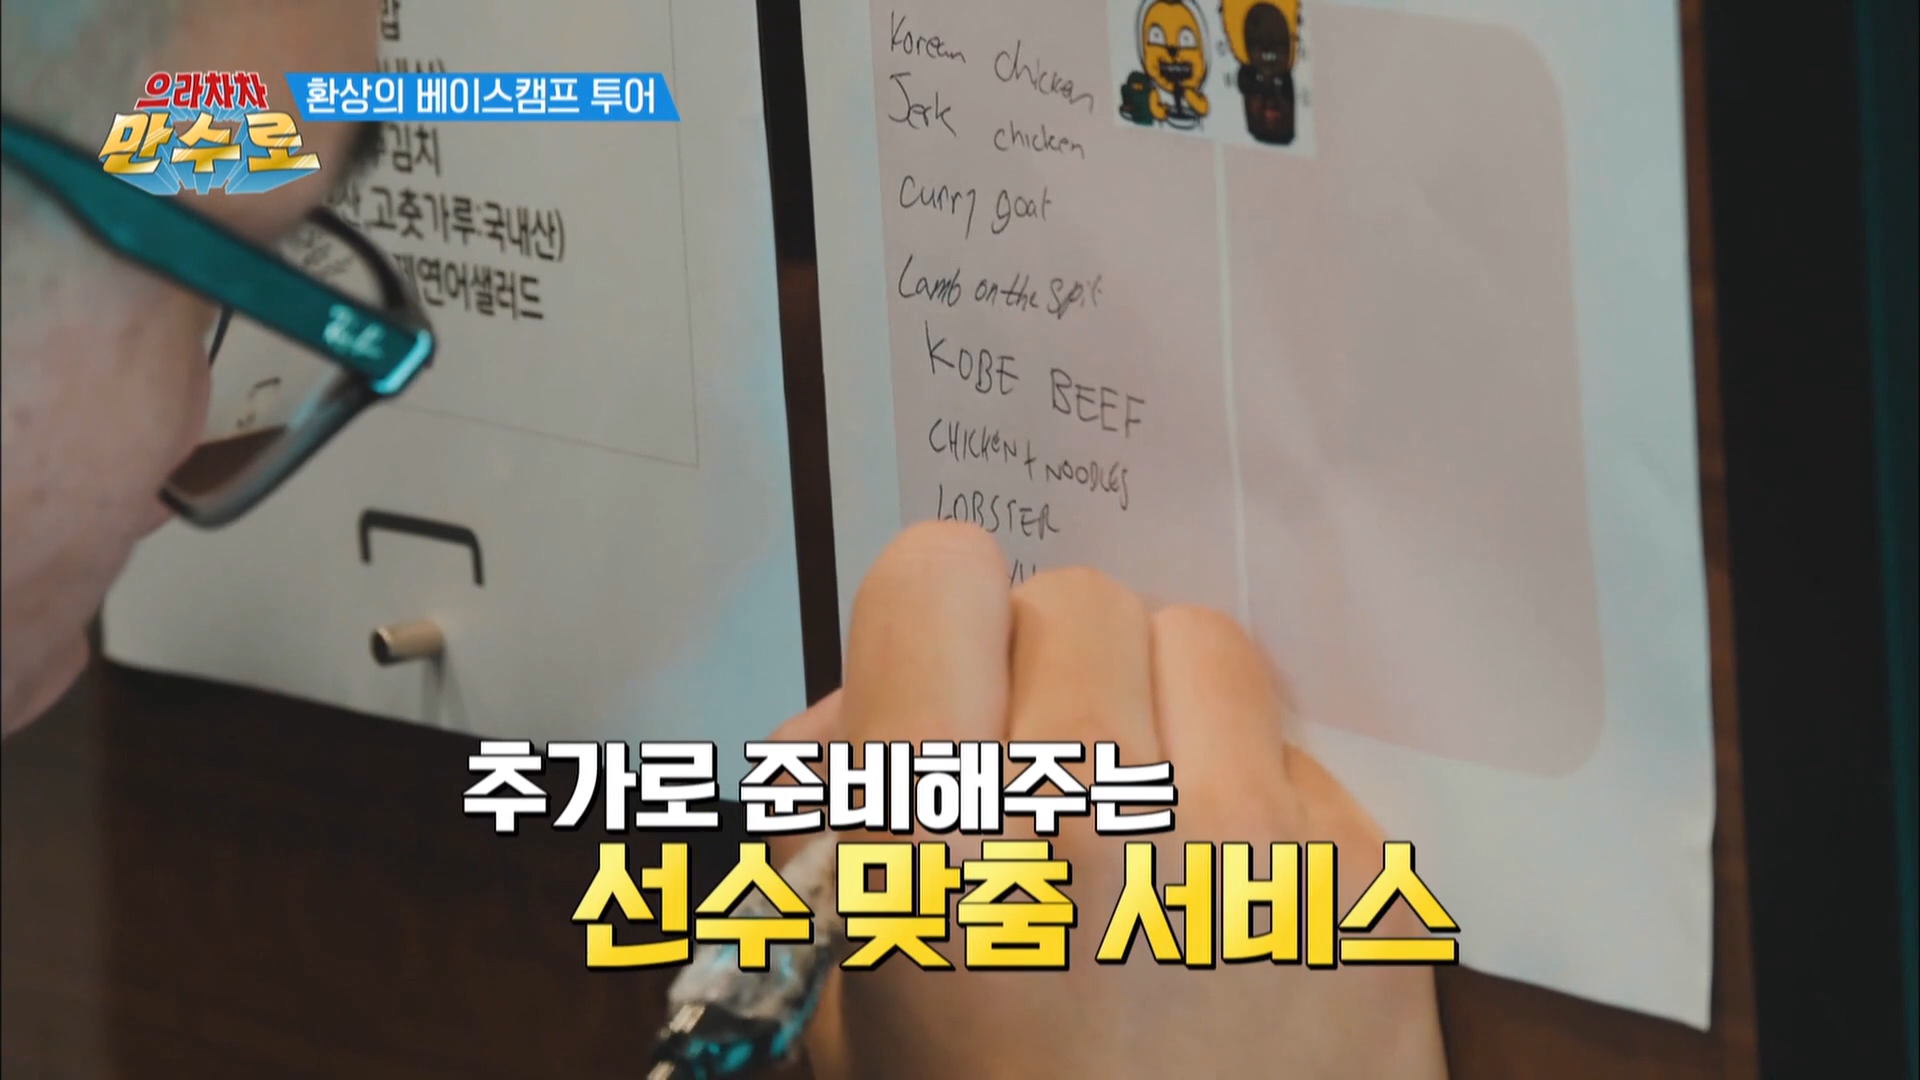 으라차차
만수로
환상의 베이스캠프 투어
김치
산,고춧가루:국내산)
연어샐러드
Korean chicken
Jerk chicken
Curry goat
Lamb on the spit
KOBE BEEF
CHICKEN + NOODLES
LOBSTER
추가로 준비해주는
선수 맞춤 서비스